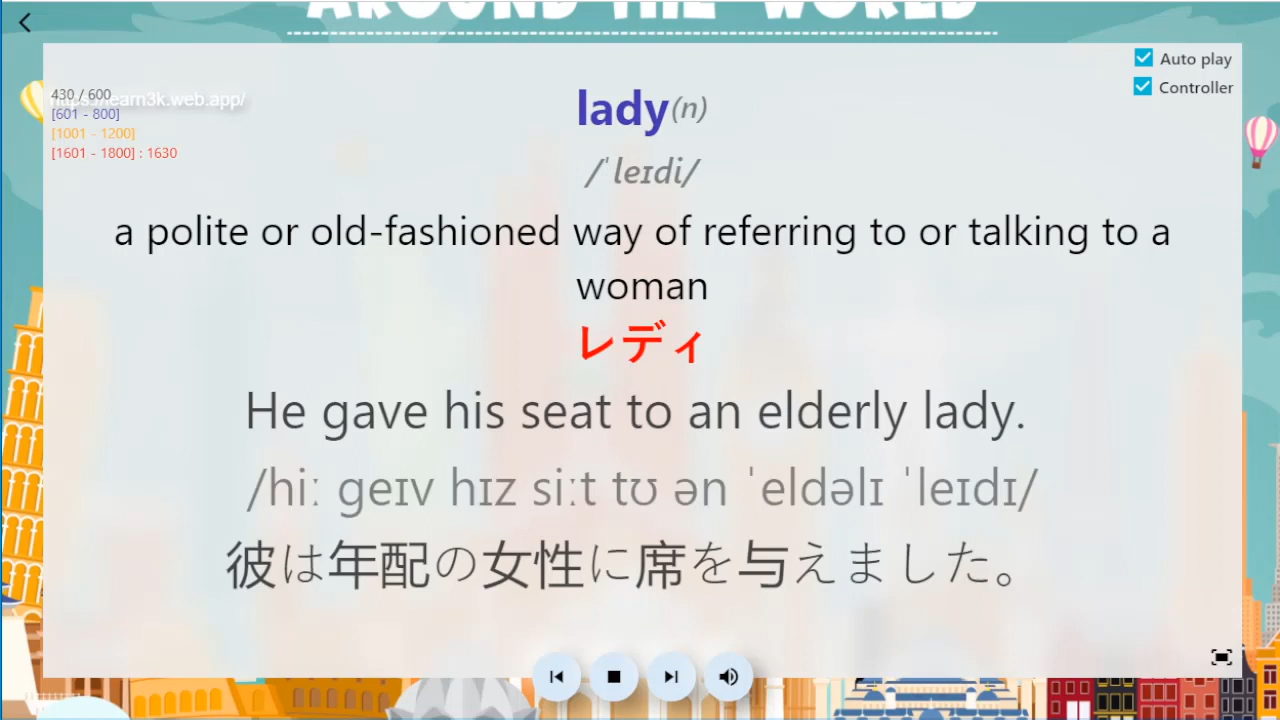 AROUND THE WORLD
Auto play
Controller
430 / 600
https://learn3k.web.app/
[601 - 800]
[1001 - 1200]
[1601 - 1800] : 1630
lady(n)
/ˈleɪdi/
a polite or old-fashioned way of referring to or talking to a
woman
レディ
He gave his seat to an elderly lady.
/hiː geɪv hɪz siːt tʊ ən ˈeldəlɪ ˈleɪdɪ/
彼は年配の女性に席を与えました。